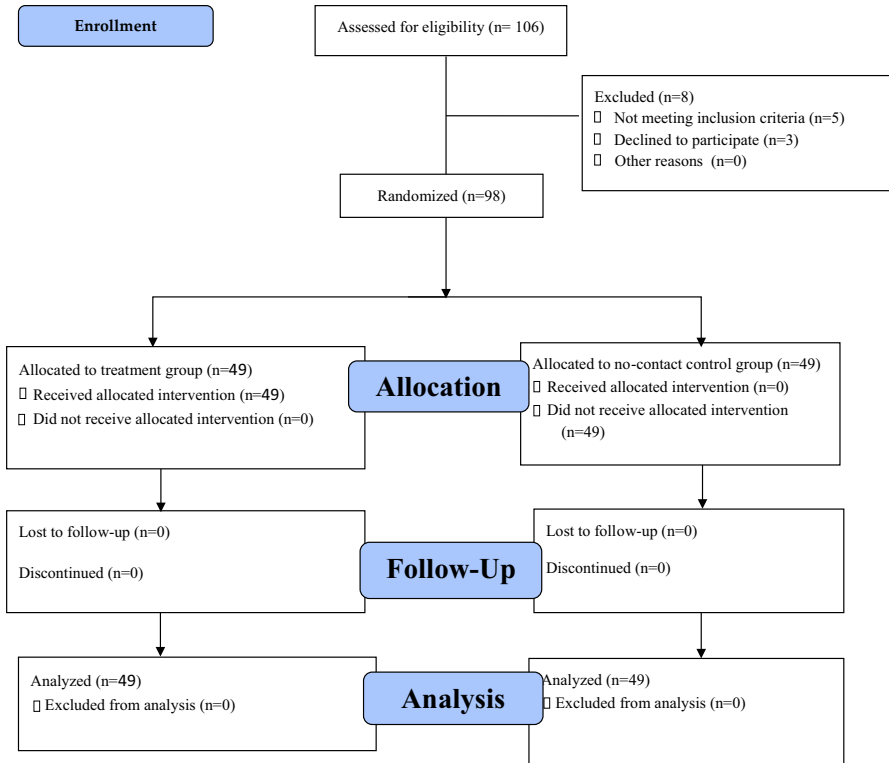 Enrollment
Assessed for eligibility (n= 106)
Excluded (n=8)
▯ Not meeting inclusion criteria (n=5)
▯ Declined to participate (n=3)
▯ Other reasons (n=0)
Randomized (n=98)
Allocated to treatment group (n=49)
▯ Received allocated intervention (n=49)
▯ Did not receive allocated intervention (n=0)
Allocation
Allocated to no-contact control group (n=49)
▯ Received allocated intervention (n=0)
▯ Did not receive allocated intervention
(n=49)
Lost to follow-up (n=0)
Discontinued (n=0)
Follow-Up
Lost to follow-up (n=0)
Discontinued (n=0)
Analyzed (n=49)
▯ Excluded from analysis (n=0)
Analysis
Analyzed (n=49)
▯ Excluded from analysis (n=0)